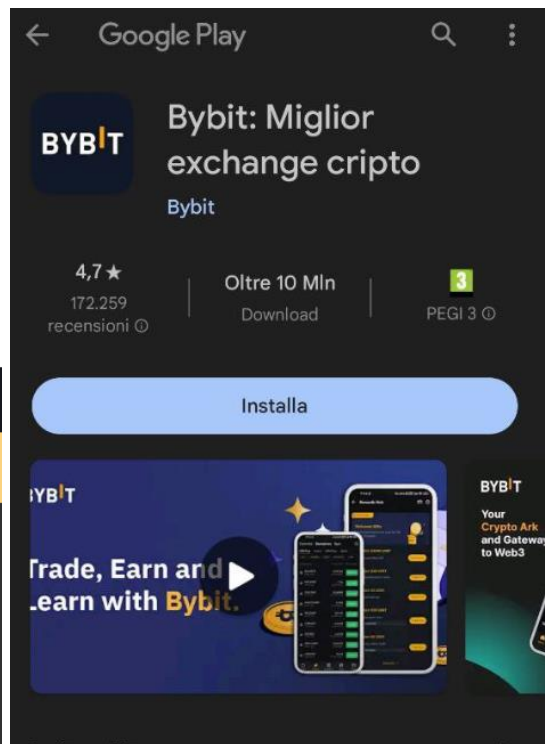 Google Play
BYBIT
Bybit: Miglior
exchange cripto
Bybit
4,7★
172.259
recensioni
Oltre 10 Mln
Download
3
PEGI 3
Installa
BYBIT
Trade, Earn and
Learn with Bybit.
BYBIT
Your
Crypto Ark
and Gateway
to Web3